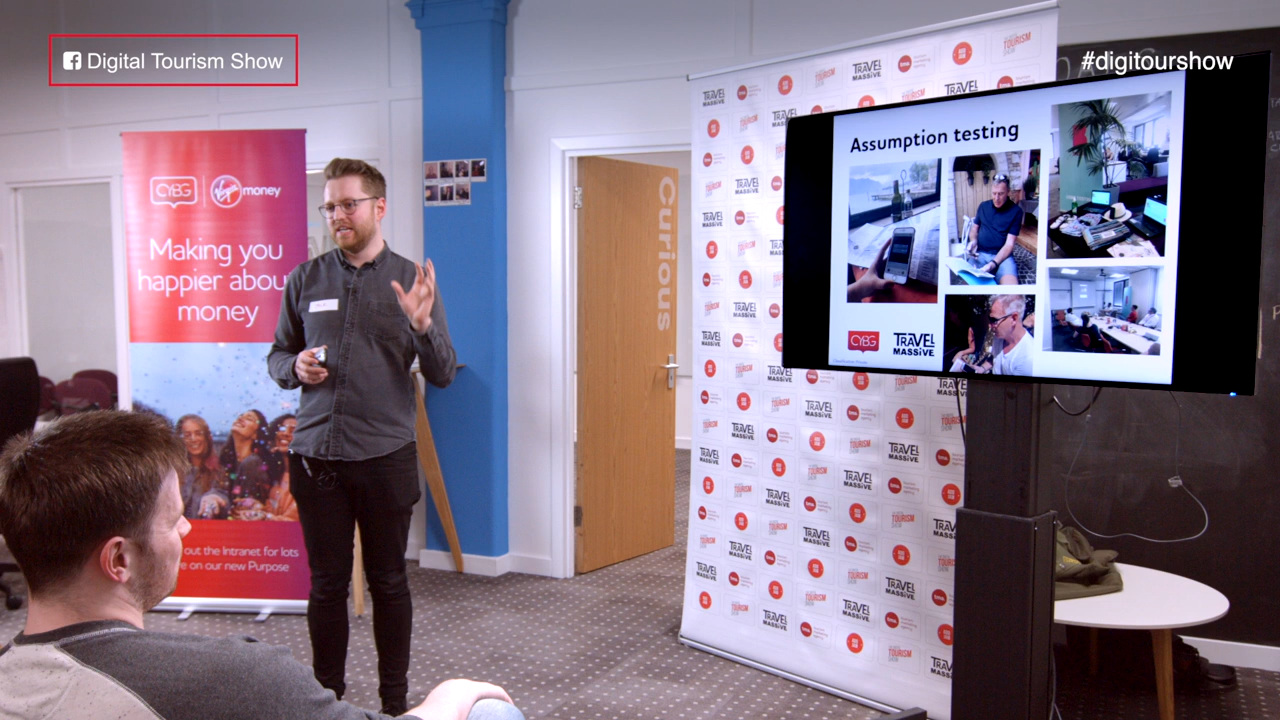 Digital Tourism Show
#digitourshow
CYBG
Virgin money
Making you
happier about
money
out the Intranet for lots
on our new Purpose
Curious
TRAVEL
MASSIVE
TOURISM
tma
Assumption testing
CYBG
TRAVEL
MASSIVE